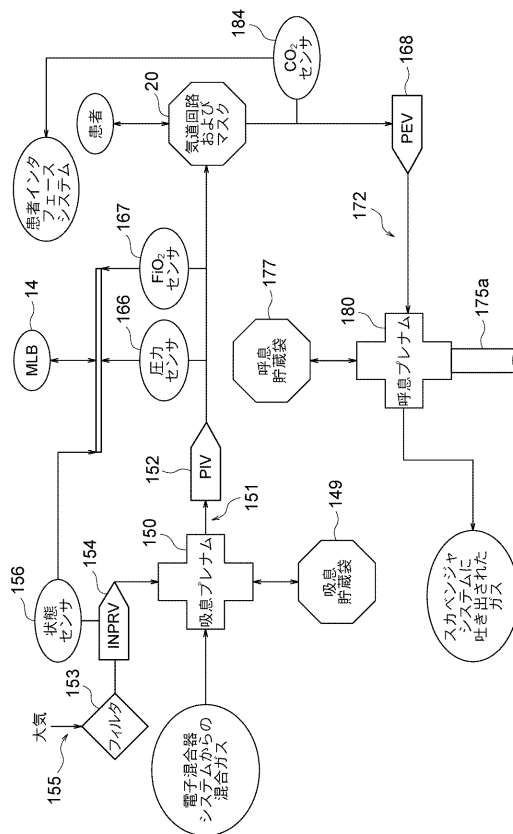 大気
155
153
フィルタ
156
状態
センサ
154
INPRV
電子混合器
システムからの
混合ガス
150
吸息プレナム
149
吸息
貯蔵袋
151
152
PIV
14
MLB
166
圧力
センサ
167
FiO₂
センサ
患者インタ
フェース
システム
患者
20
気道回路
および
マスク
184
CO₂
センサ
168
PEV
172
177
呼息
貯蔵袋
180
呼息プレナム
175a
スカベンジャ
システムに
吐き出された
ガス